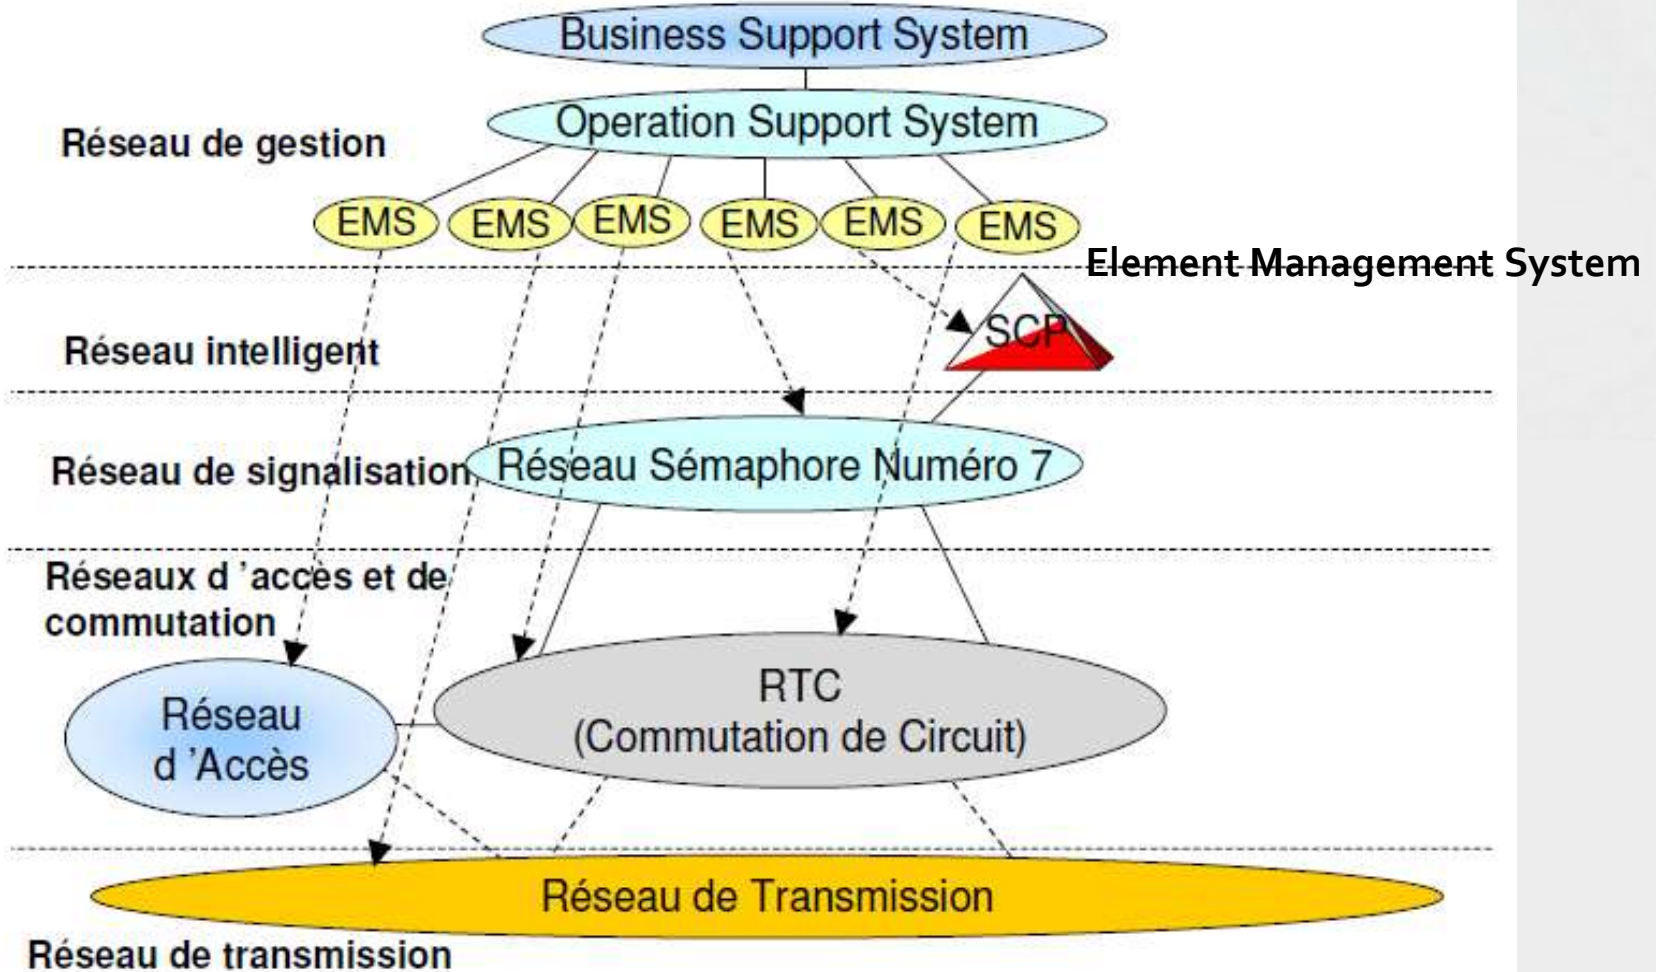 Business Support System
Operation Support System
Réseau de gestion
EMS EMS EMS EMS EMS EMS
Element Management System
SCP
Réseau intelligent
Réseau de signalisation
Réseau Sémaphore Numéro 7
Réseaux d ’accès et de
commutation
RTC
(Commutation de Circuit)
Réseau
d ’Accès
Réseau de Transmission
Réseau de transmission